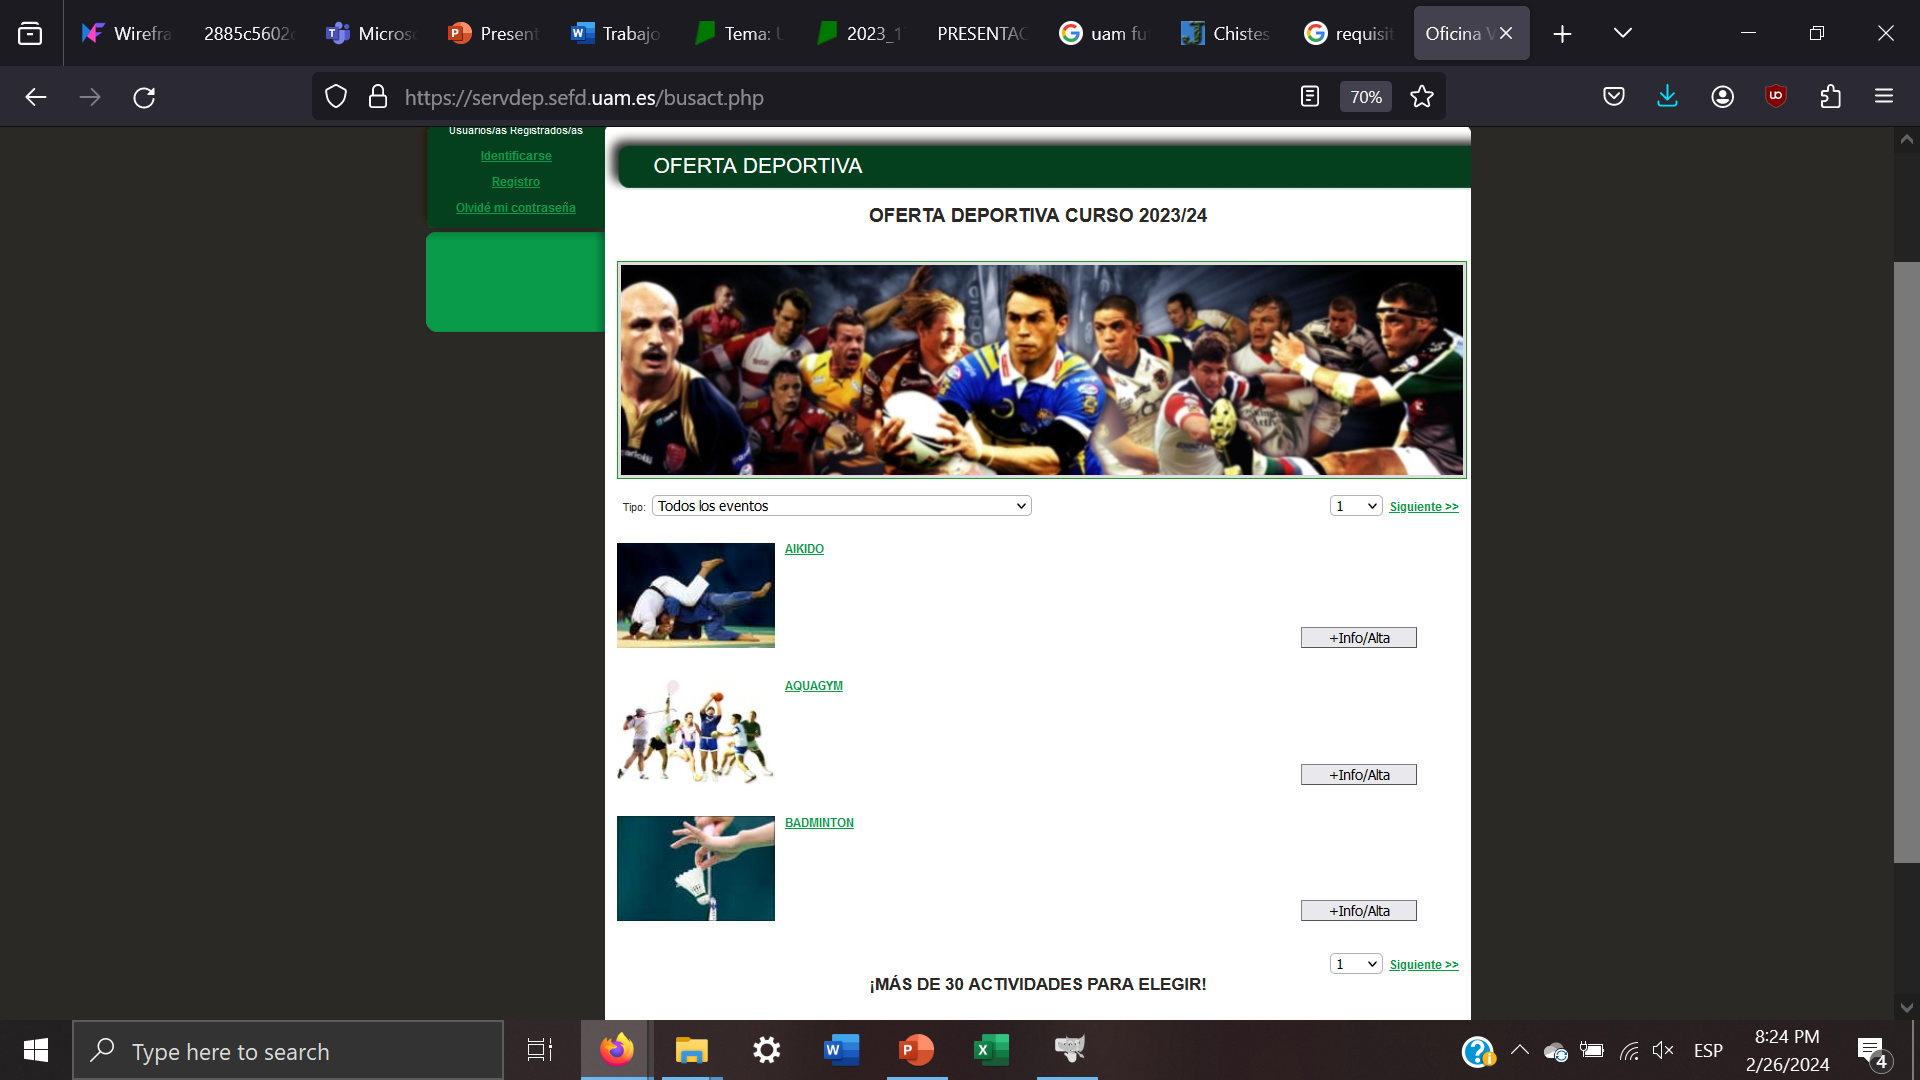 Wirefra
2885c5602
Micros
Present
Trabajo
Tema: U
2023_1
PRESENTAC
uam fu
Chistes
requisit
Oficina V
https://servdep.sefd.uam.es/busact.php
70%
Usuarios/as Registrados/as
Identificarse
Registro
Olvidé mi contraseña
OFERTA DEPORTIVA
OFERTA DEPORTIVA CURSO 2023/24
Tipo: Todos los eventos 1 Siguiente >>
AIKIDO
+Info/Alta
AQUAGYM
+Info/Alta
BADMINTON
+Info/Alta
1 Siguiente >>
¡MÁS DE 30 ACTIVIDADES PARA ELEGIR!
Type here to search
ESP
8:24 PM
2/26/2024
4